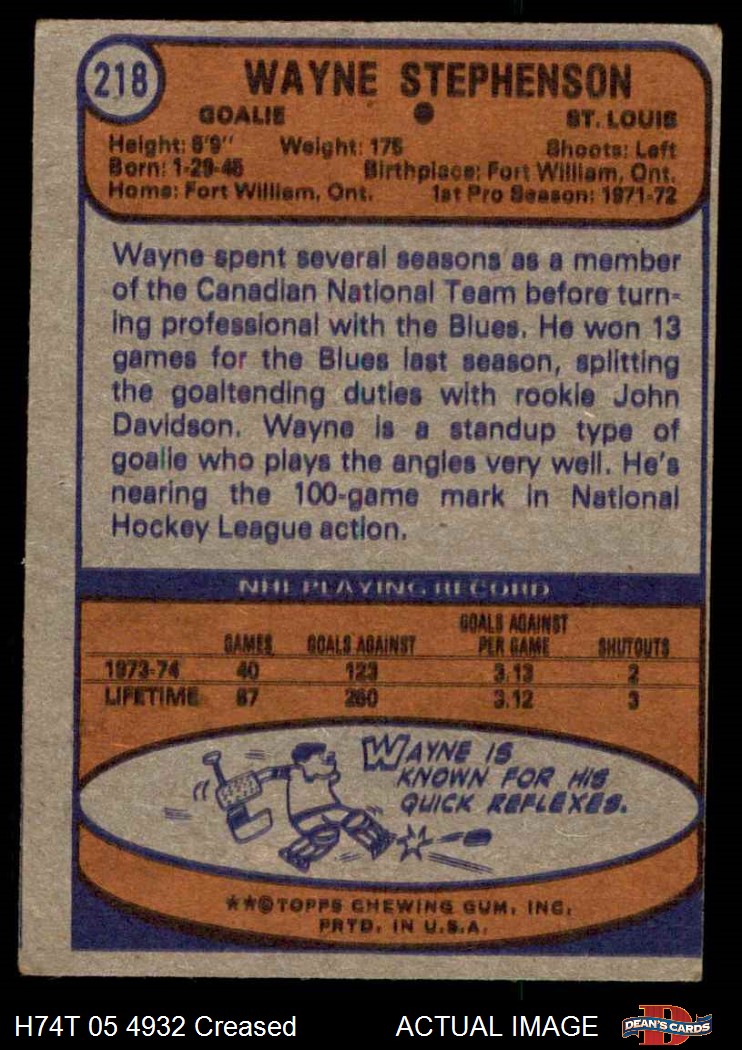 218
WAYNE STEPHENSON
GOALIE ST. LOUIS
Height: 5'9" Weight: 175 Shoots: Left
Born: 1-29-45 Birthplace: Fort William, Ont.
Home: Fort William, Ont. 1st Pro Season: 1971-72
Wayne spent several seasons as a member
of the Canadian National Team before turn-
ing professional with the Blues. He won 13
games for the Blues last season, splitting
the goaltending duties with rookie John
Davidson. Wayne is a standup type of
goalie who plays the angles very well. He's
nearing the 100-game mark in National
Hockey League action.
NHL PLAYING RECORD
GAMES GOALS AGAINST GOALS AGAINST PER GAME SHUTOUTS
1973-74 40 123 3.13 2
LIFETIME 87 260 3.12 3
WAYNE IS
KNOWN FOR HIS
QUICK REFLEXES.
★★©TOPPS CHEWING GUM, INC.
PRTD. IN U.S.A.
H74T 05 4932 Creased ACTUAL IMAGE
D
DEAN'S CARDS